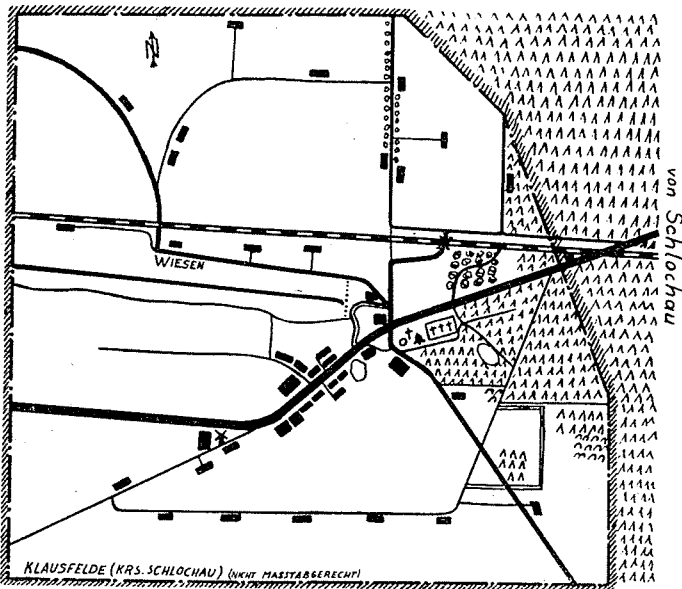 N
von Schlochau
WIESEN
KLAUSFELDE (KRS. SCHLOCHAU) (NICHT MASSTABGERECHT)